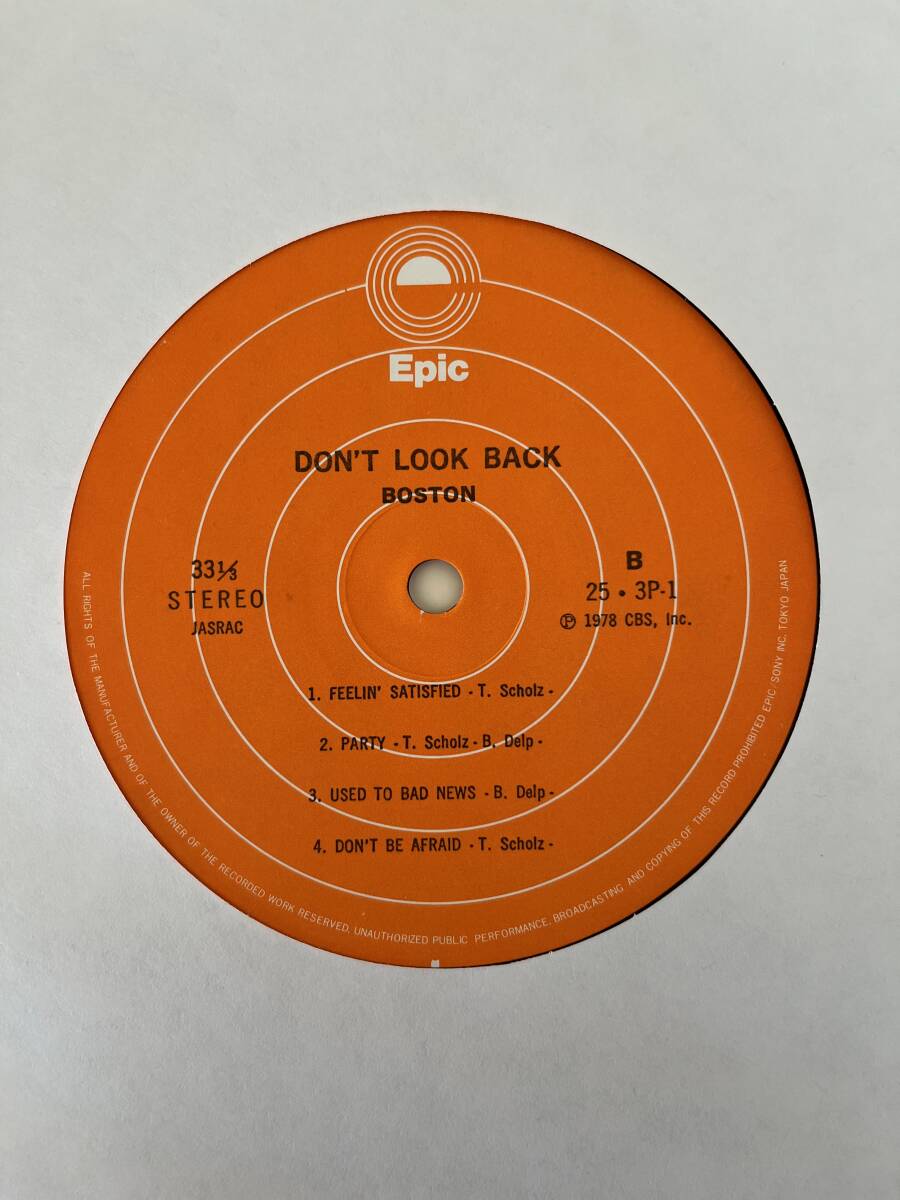 Epic
DON'T LOOK BACK
BOSTON
33⅓
STEREO
JASRAC
B
25・3P-1
Ⓟ 1978 CBS, Inc.
1. FEELIN' SATISFIED - T. Scholz -
2. PARTY - T. Scholz - B. Delp -
3. USED TO BAD NEWS - B. Delp -
4. DON'T BE AFRAID - T. Scholz -
ALL RIGHTS OF THE MANUFACTURER AND OF THE OWNER OF THE RECORDED WORK RESERVED. UNAUTHORIZED PUBLIC PERFORMANCE. BROADCASTING AND COPYING OF THIS RECORD PROHIBITED EPIC/SONY INC. TOKYO JAPAN